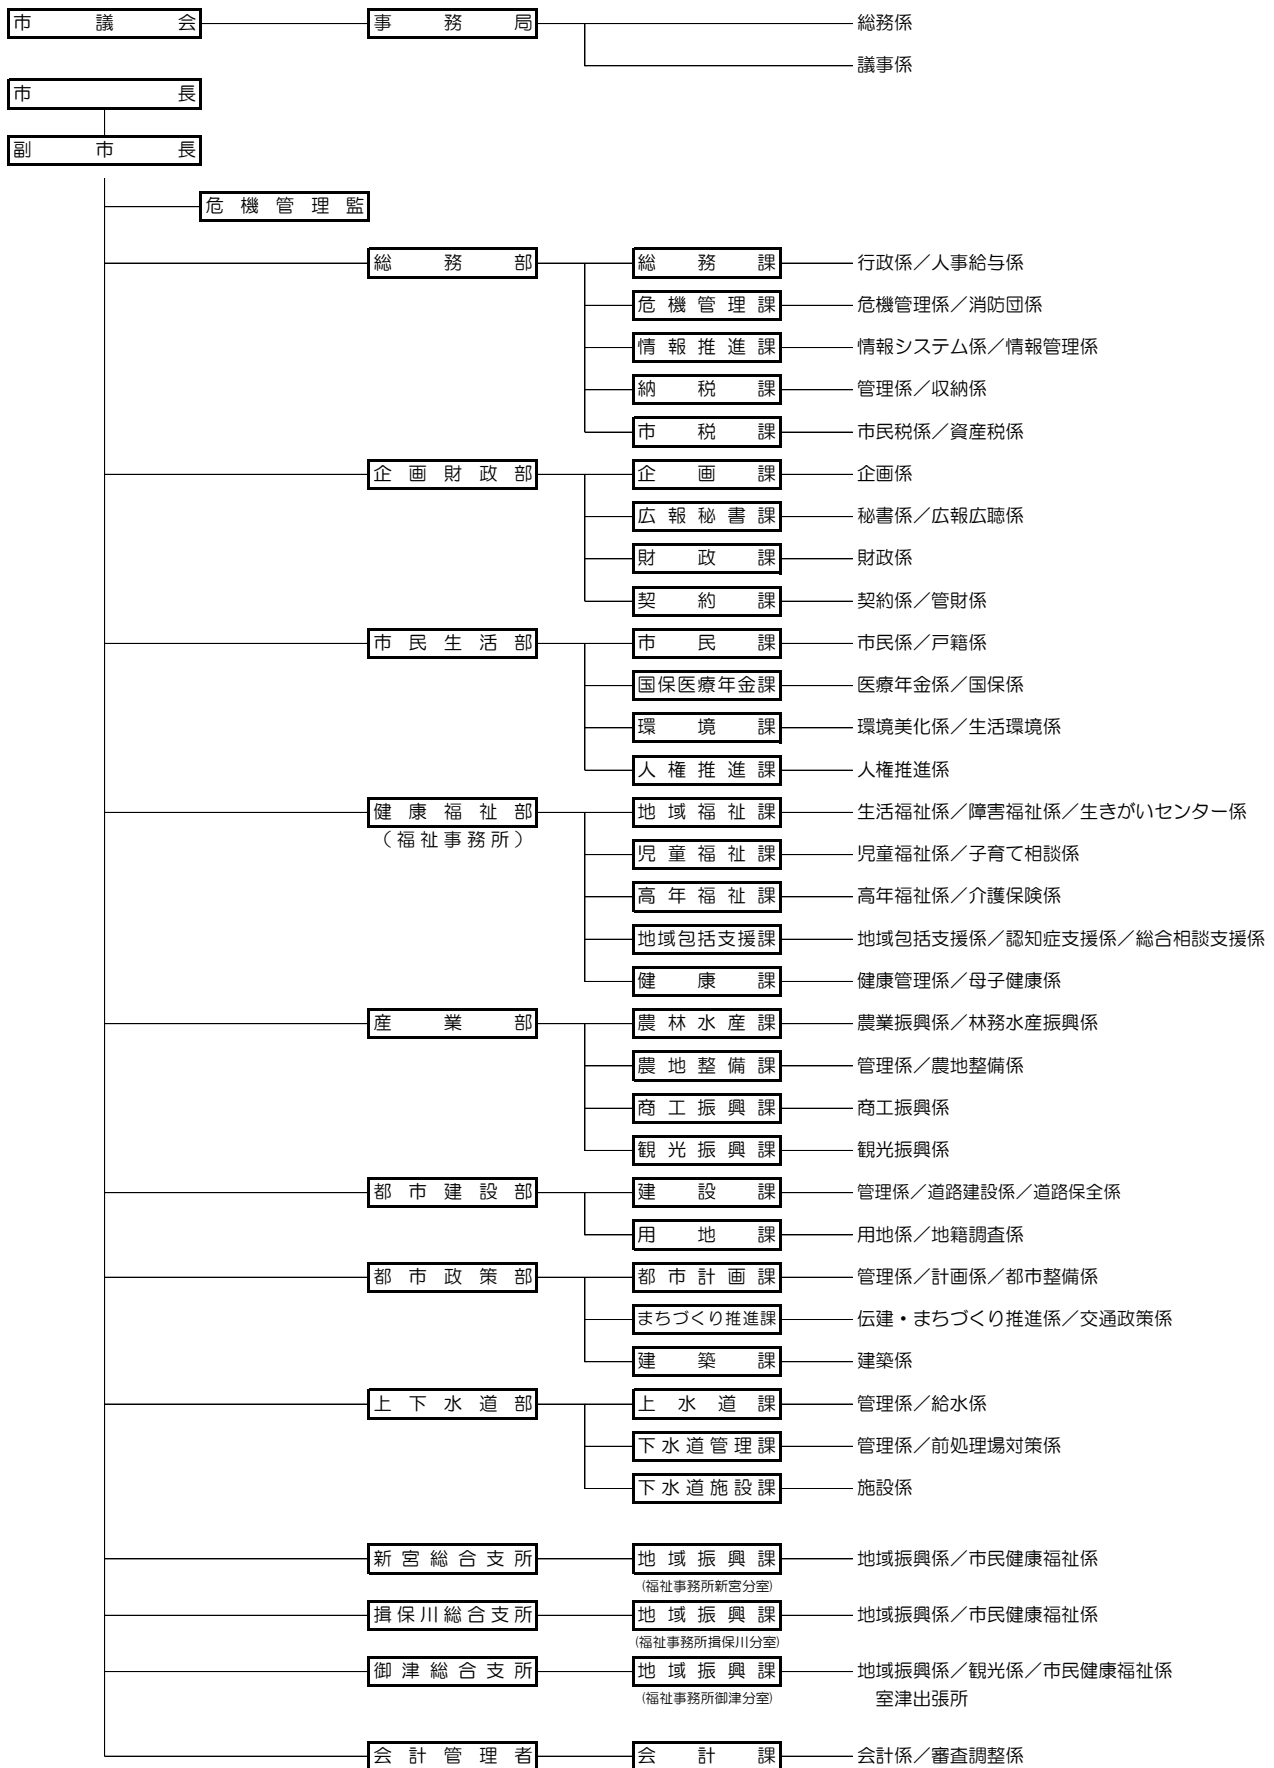 市議会 事務局 総務係
議事係
市長
副市長
危機管理監
総務部 総務課 行政係／人事給与係
危機管理課 危機管理係／消防団係
情報推進課 情報システム係／情報管理係
納税課 管理係／収納係
市税課 市民税係／資産税係
企画財政部 企画課 企画係
広報秘書課 秘書係／広報広聴係
財政課 財政係
契約課 契約係／管財係
市民生活部 市民課 市民係／戸籍係
国保医療年金課 医療年金係／国保係
環境課 環境美化係／生活環境係
人権推進課 人権推進係
健康福祉部 地域福祉課 生活福祉係／障害福祉係／生きがいセンター係
（福祉事務所）
児童福祉課 児童福祉係／子育て相談係
高年福祉課 高年福祉係／介護保険係
地域包括支援課 地域包括支援係／認知症支援係／総合相談支援係
健康課 健康管理係／母子健康係
産業部 農林水産課 農業振興係／林務水産振興係
農地整備課 管理係／農地整備係
商工振興課 商工振興係
観光振興課 観光振興係
都市建設部 建設課 管理係／道路建設係／道路保全係
用地課 用地係／地籍調査係
都市政策部 都市計画課 管理係／計画係／都市整備係
まちづくり推進課 伝建・まちづくり推進係／交通政策係
建築課 建築係
上下水道部 上水道課 管理係／給水係
下水道管理課 管理係／前処理場対策係
下水道施設課 施設係
新宮総合支所 地域振興課 地域振興係／市民健康福祉係
(福祉事務所新宮分室)
揖保川総合支所 地域振興課 地域振興係／市民健康福祉係
(福祉事務所揖保川分室)
御津総合支所 地域振興課 地域振興係／観光係／市民健康福祉係
(福祉事務所御津分室) 室津出張所
会計管理者 会計課 会計係／審査調整係